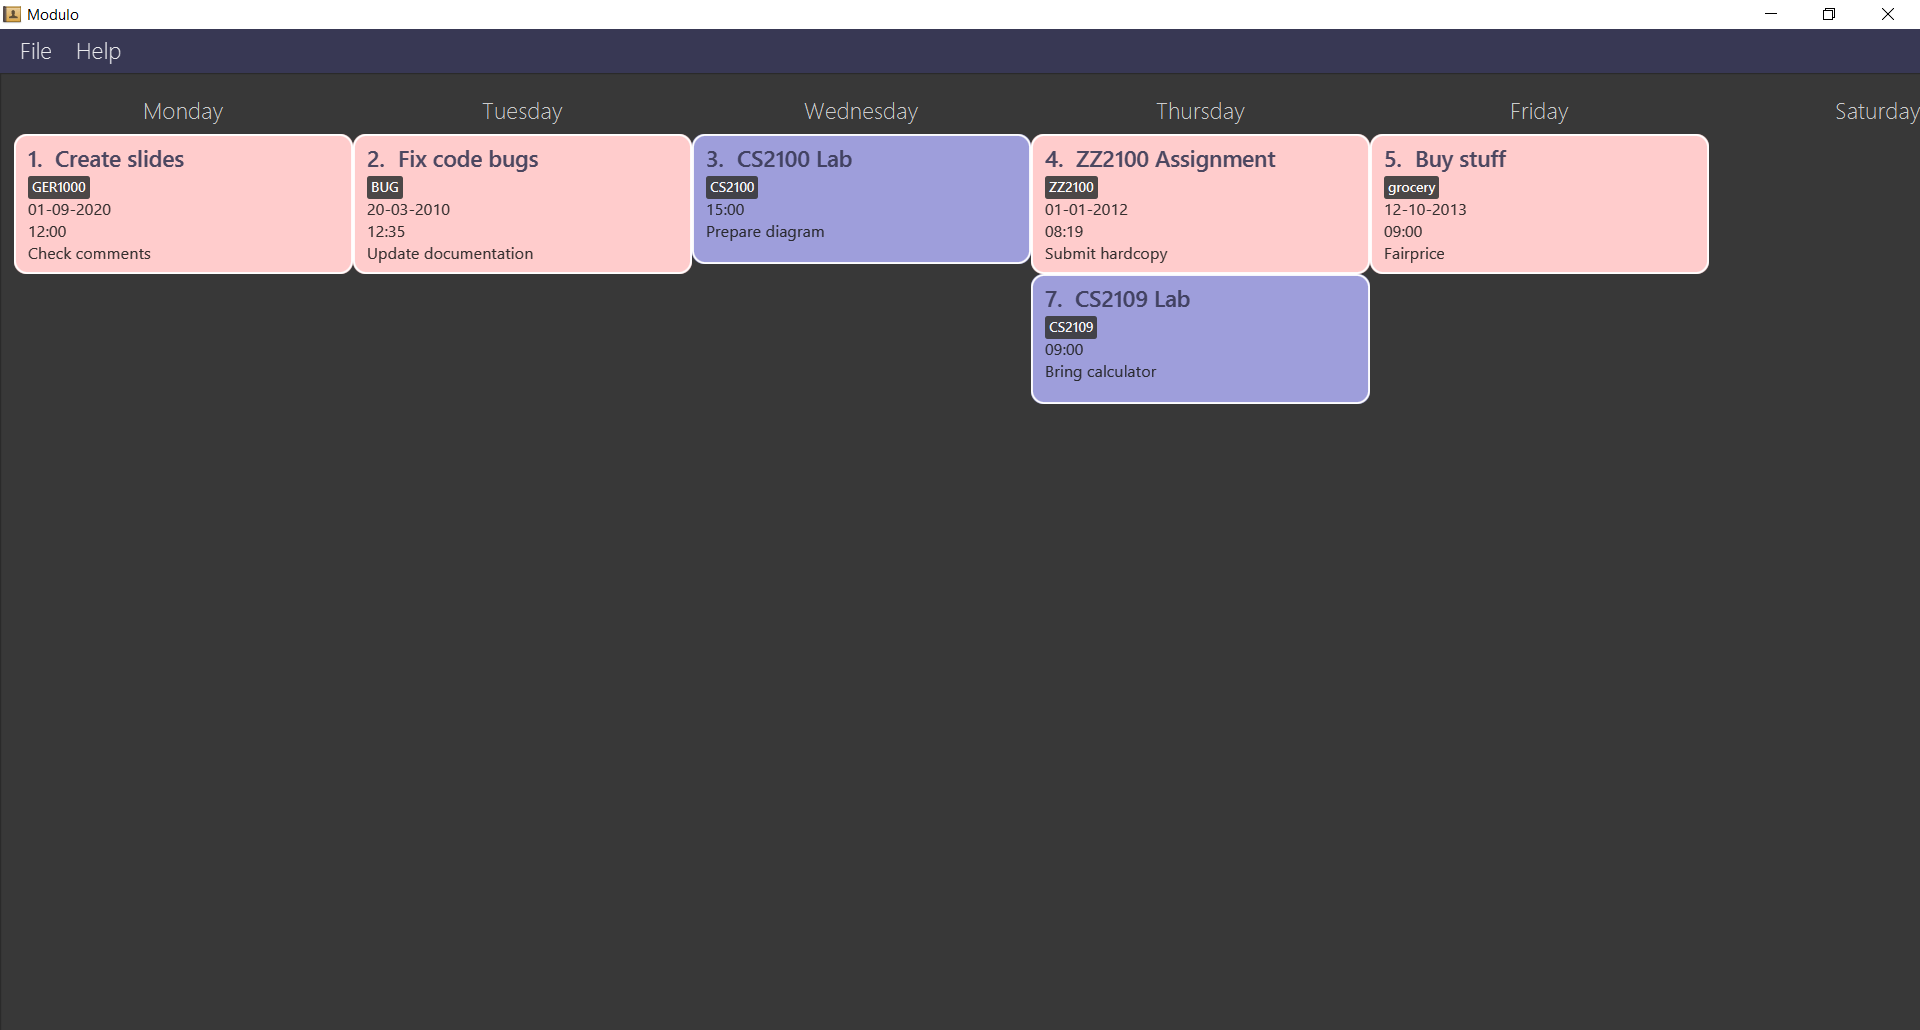 Modulo
File Help
Monday Tuesday Wednesday Thursday Friday Saturday
1. Create slides
GER1000
01-09-2020
12:00
Check comments
2. Fix code bugs
BUG
20-03-2010
12:35
Update documentation
3. CS2100 Lab
CS2100
15:00
Prepare diagram
4. ZZ2100 Assignment
ZZ2100
01-01-2012
08:19
Submit hardcopy
7. CS2109 Lab
CS2109
09:00
Bring calculator
5. Buy stuff
grocery
12-10-2013
09:00
Fairprice